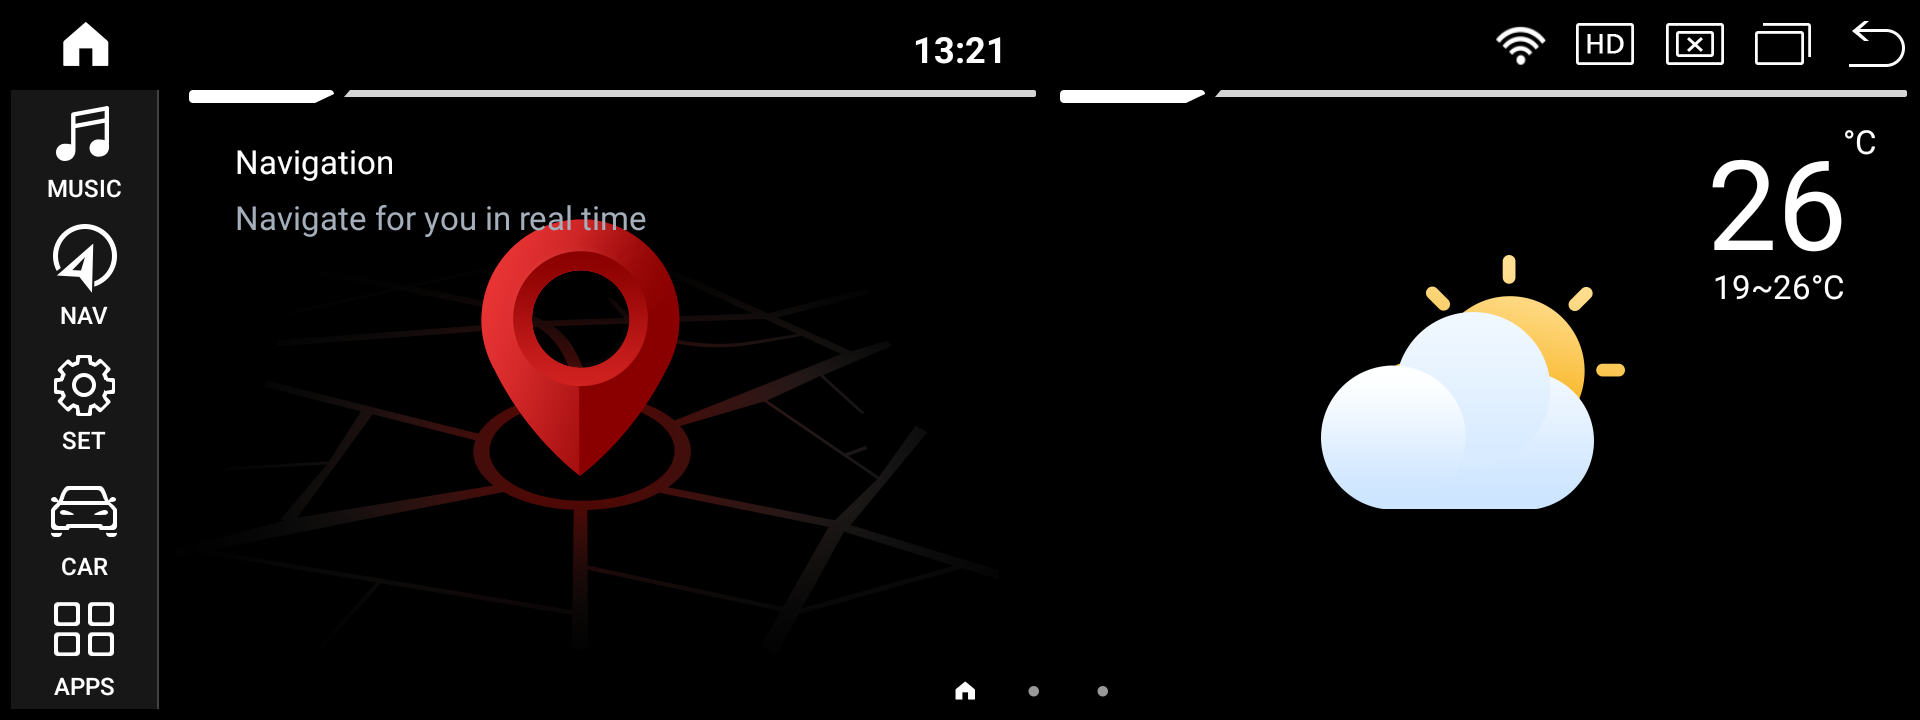 13:21
HD
MUSIC
NAV
SET
CAR
APPS
Navigation
Navigate for you in real time
°C
26
19~26°C